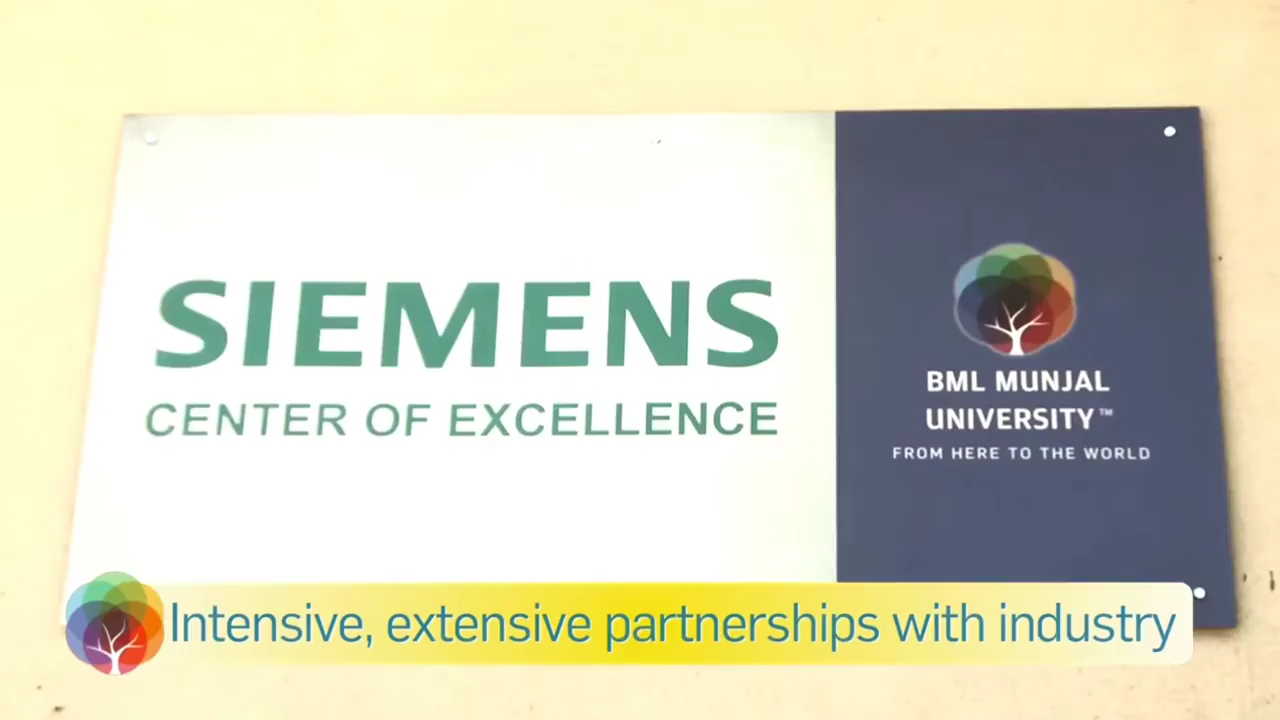 SIEMENS
CENTER OF EXCELLENCE
BML MUNJAL
UNIVERSITY™
FROM HERE TO THE WORLD
Intensive, extensive partnerships with industry